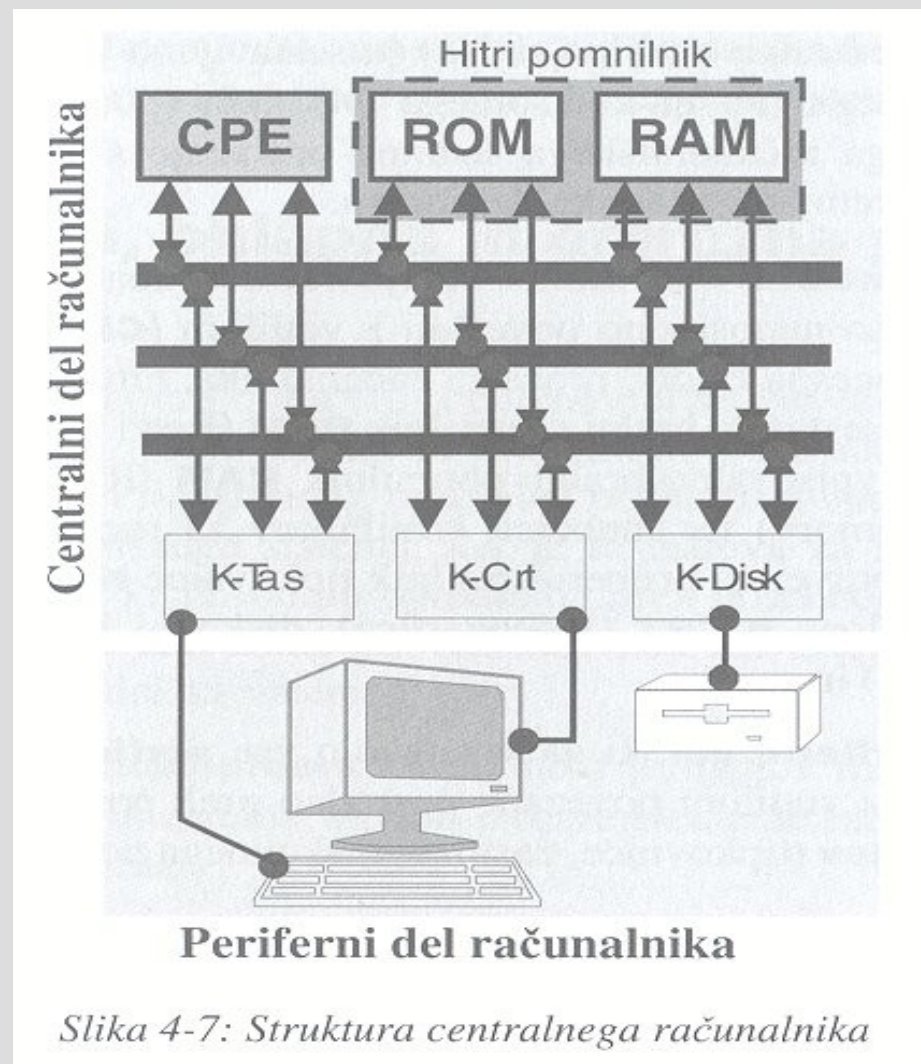 Hitri pomnilnik
CPE ROM RAM
Centralni del računalnika
K-Tas K-Crt K-Disk
Periferni del računalnika
Slika 4-7: Struktura centralnega računalnika